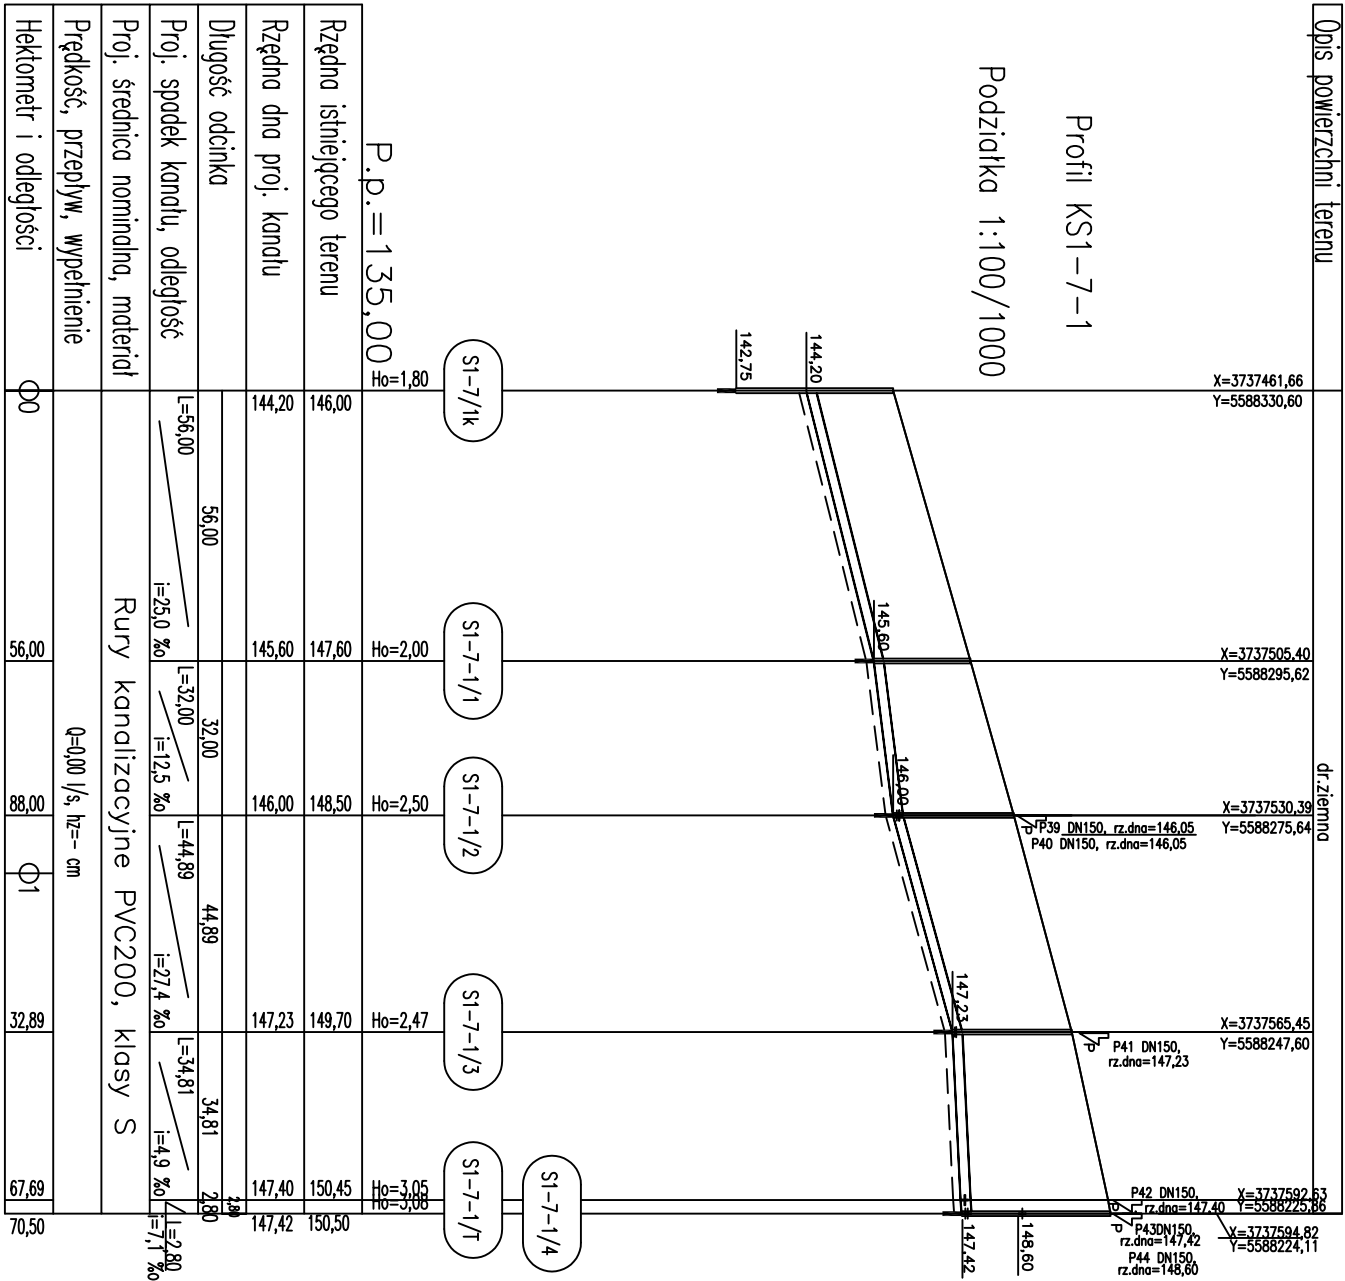 Opis powierzchni terenu
dr.ziemna
Profil KS1-7-1
Podziałka 1:100/1000
X=3737461,66
Y=5588330,60
X=3737505,40
Y=5588295,62
X=3737530,39
Y=5588275,64
X=3737565,45
Y=5588247,60
X=3737592,63
Y=5588225,86
X=3737594,82
Y=5588224,11
P39 DN150, rz.dna=146,05
P40 DN150, rz.dna=146,05
P41 DN150,
rz.dna=147,23
P42 DN150,
rz.dna=147.40
P43DN150,
rz.dna=147,42
P44 DN150,
rz.dna=148,60
142,75
144,20
145,60
146,00
147,23
147,42
148,60
S1-7/1k
S1-7-1/1
S1-7-1/2
S1-7-1/3
S1-7-1/T
S1-7-1/4
P.p.=135,00
Ho=1,80
Ho=2,00
Ho=2,50
Ho=2,47
Ho=3,05
Ho=3,08
Rzędna istniejącego terenu
146,00
147,60
148,50
149,70
150,45
150,50
Rzędna dna proj. kanału
144,20
145,60
146,00
147,23
147,40
147,42
Długość odcinka
56,00
32,00
44,89
34,81
2,80
2,80
Proj. spadek kanału, odległość
L=56,00
i=25,0 ‰
L=32,00
i=12,5 ‰
L=44,89
i=27,4 ‰
L=34,81
i=4,9 ‰
L=2,80
i=7,1 ‰
Proj. średnica nominalna, materiał
Rury kanalizacyjne PVC200, klasy S
Prędkość, przepływ, wypełnienie
Q=0,00 l/s, hz=- cm
Hektometr i odległości
0
56,00
88,00
1
32,89
67,69
70,50